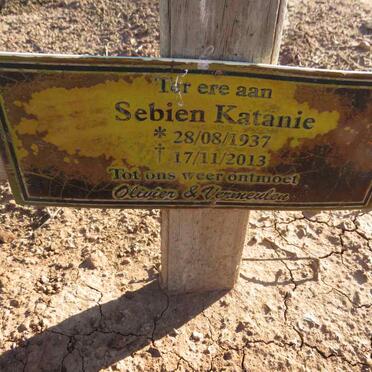 Ter ere aan
Sebien Katanie
* 28/08/1937
† 17/11/2013
Tot ons weer ontmoet
Olivier & Vermeulen